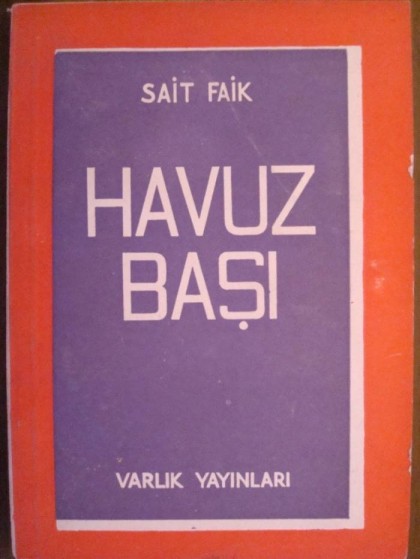 SAİT FAİK
HAVUZ
BAŞI
VARLIK YAYINLARI